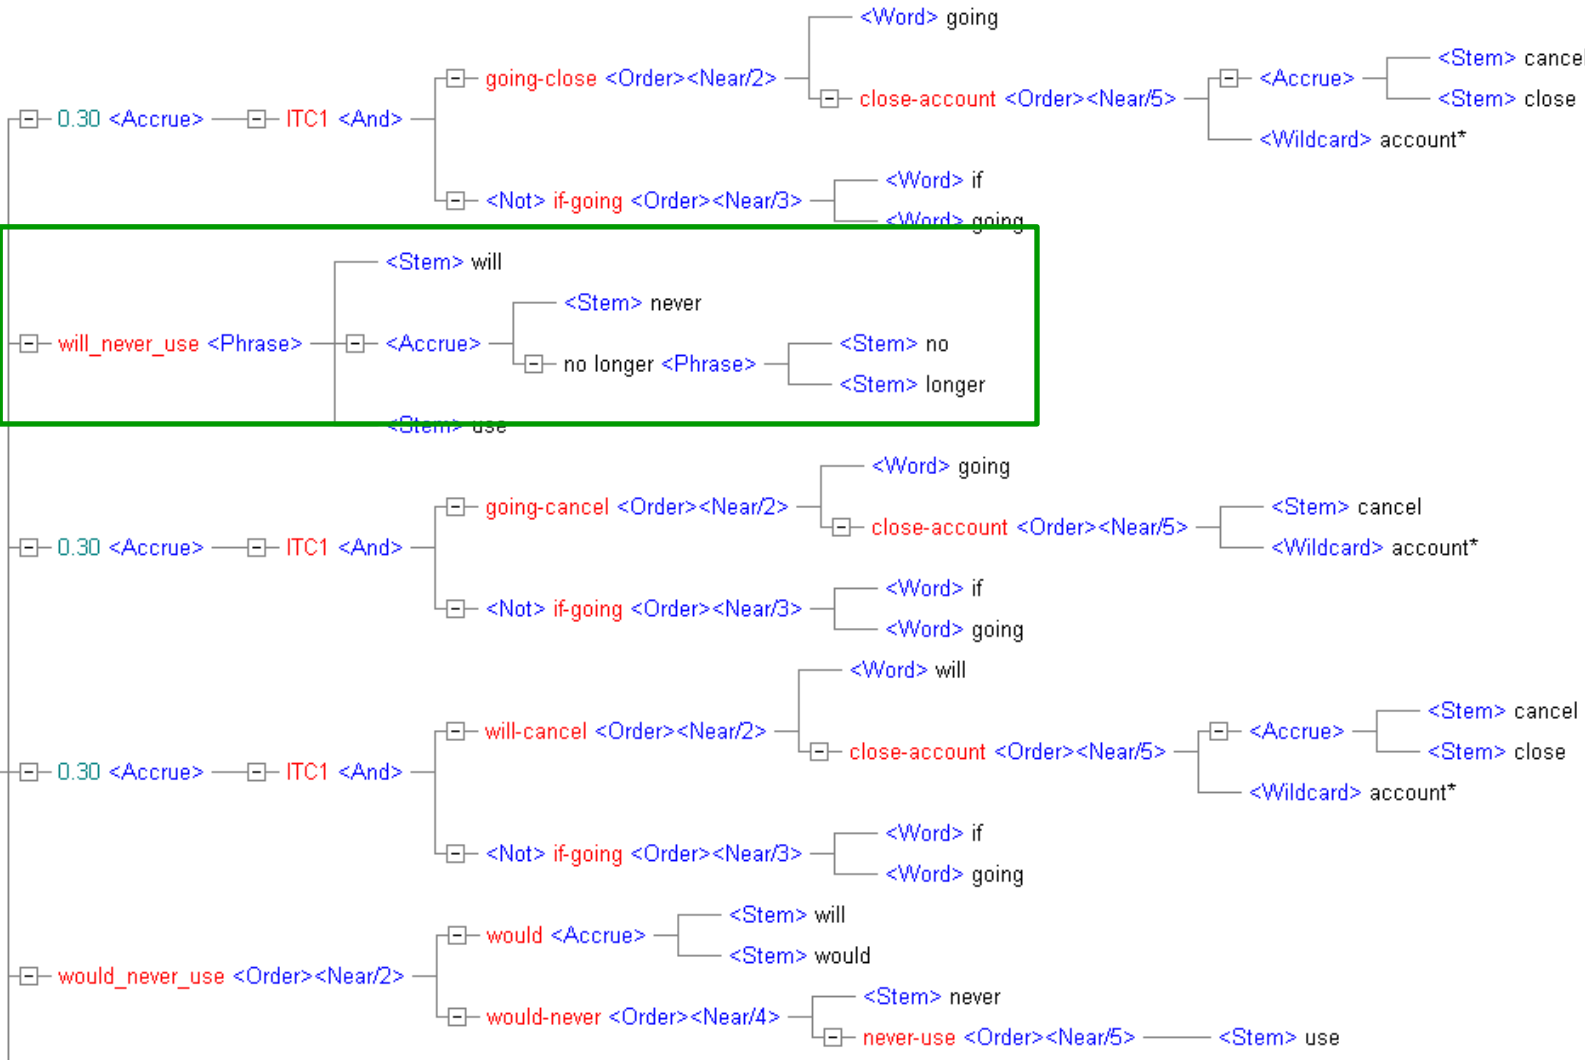 <Word> going
<Stem> cancel
going-close <Order><Near/2>
<Accrue>
close-account <Order><Near/5>
<Stem> close
0.30 <Accrue>
ITC1 <And>
<Wildcard> account*
<Word> if
<Not> if-going <Order><Near/3>
<Word> going
<Stem> will
<Stem> never
will_never_use <Phrase>
<Accrue>
<Stem> no
no longer <Phrase>
<Stem> longer
<Stem> use
<Word> going
going-cancel <Order><Near/2>
<Stem> cancel
close-account <Order><Near/5>
0.30 <Accrue>
ITC1 <And>
<Wildcard> account*
<Word> if
<Not> if-going <Order><Near/3>
<Word> going
<Word> will
<Stem> cancel
will-cancel <Order><Near/2>
<Accrue>
close-account <Order><Near/5>
<Stem> close
0.30 <Accrue>
ITC1 <And>
<Wildcard> account*
<Word> if
<Not> if-going <Order><Near/3>
<Word> going
<Stem> will
would <Accrue>
<Stem> would
would_never_use <Order><Near/2>
<Stem> never
would-never <Order><Near/4>
never-use <Order><Near/5>
<Stem> use